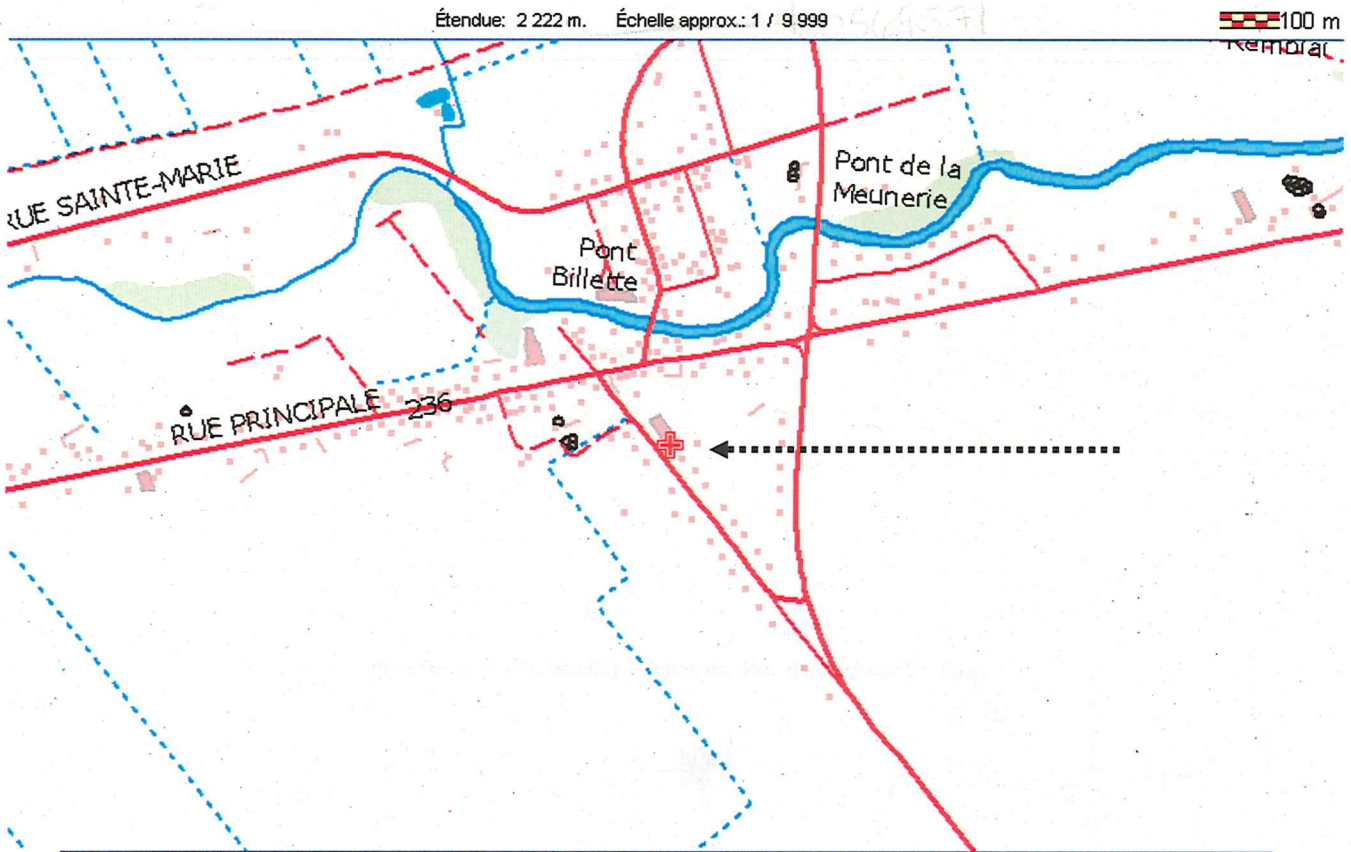 Étendue: 2 222 m. Échelle approx.: 1 / 9 999
100 m
RUE SAINTE-MARIE
Pont de la
Meunerie
Pont
Billette
RUE PRINCIPALE 236